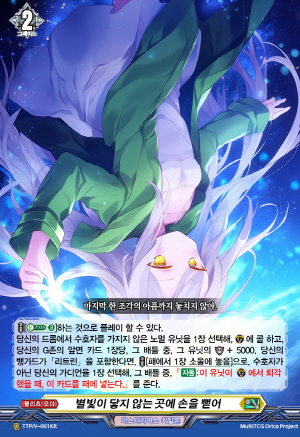 2
그레이드
마지막 한 조각의 아픔까지 놓치지 않아.
하는 것으로 플레이 할 수 있다.
당신의 드롭에서 수호자를 가지지 않은 노멀 유닛을 1장 선택해, 에 콜 하고,
당신의 G존의 앞면 카드 1장당, 그 배틀 중, 그 유닛의 + 5000, 당신의
뱅가드가 「리트린」을 포함한다면, [패에서 1장 소울에 놓음]으로, 수호자가
아닌 당신의 가디언을 1장 선택해, 그 배틀 중, 「자동:이 유닛이 에서 퇴각
했을 때, 이 카드를 패에 넣는다.」를 준다.
블리츠 오더
별빛이 닿지 않는 곳에 손을 뻗어
TTP/V-001KR
MultiTCG Orica Project